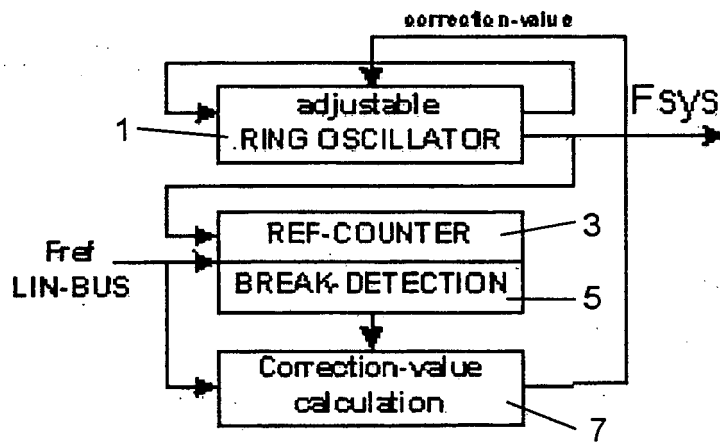 correction-value
adjustable
RING OSCILLATOR
Fsys
1
REF-COUNTER
3
Fref
LIN-BUS
BREAK-DETECTION
5
Correction-value
calculation
7